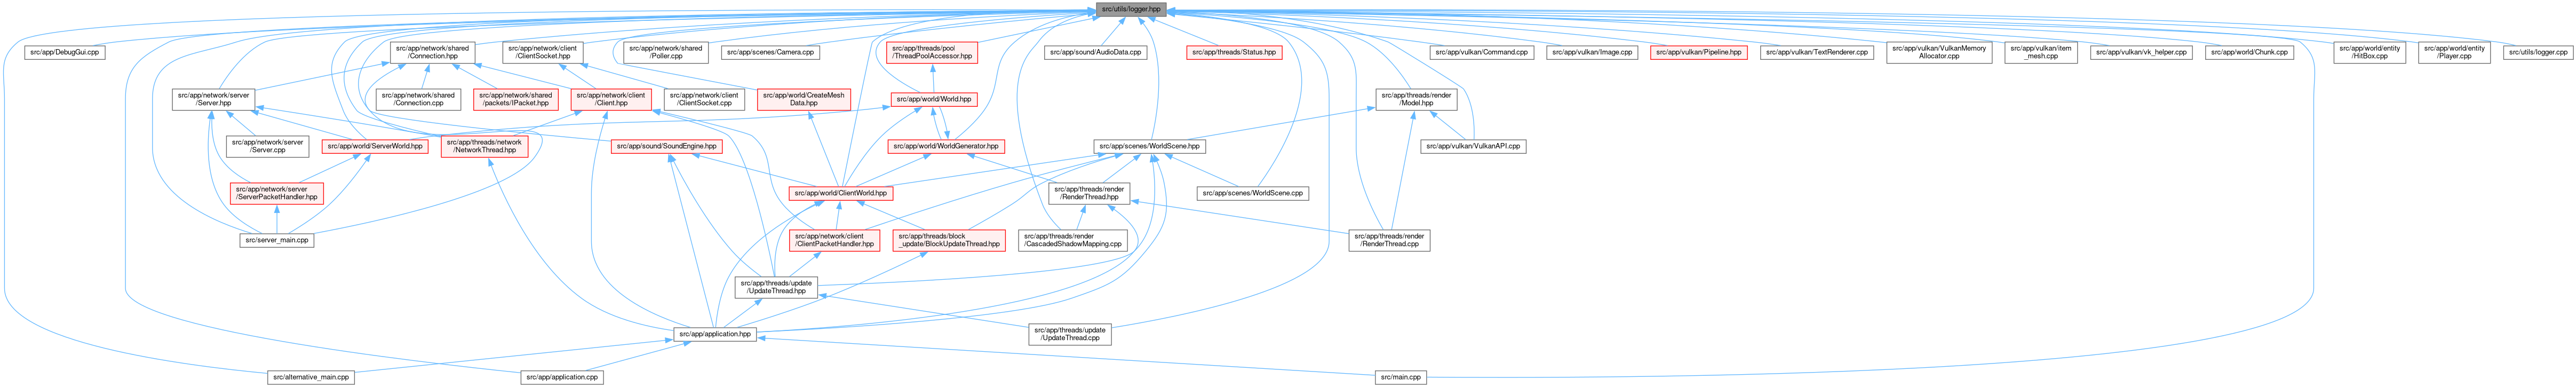 src/utils/logger.hpp
src/app/DebugGui.cpp
src/app/network/shared
/Connection.hpp
src/app/network/client
/ClientSocket.hpp
src/app/network/shared
/Poller.cpp
src/app/scenes/Camera.cpp
src/app/threads/pool
/ThreadPoolAccessor.hpp
src/app/sound/AudioData.cpp
src/app/threads/Status.hpp
src/app/vulkan/Command.cpp
src/app/vulkan/Image.cpp
src/app/vulkan/Pipeline.hpp
src/app/vulkan/TextRenderer.cpp
src/app/vulkan/VulkanMemory
Allocator.cpp
src/app/vulkan/item
_mesh.cpp
src/app/vulkan/vk_helper.cpp
src/app/world/Chunk.cpp
src/app/world/entity
/HitBox.cpp
src/app/world/entity
/Player.cpp
src/utils/logger.cpp
src/app/network/server
/Server.hpp
src/app/network/shared
/Connection.cpp
src/app/network/shared
/packets/IPacket.hpp
src/app/network/client
/Client.hpp
src/app/network/client
/ClientSocket.cpp
src/app/world/CreateMesh
Data.hpp
src/app/world/World.hpp
src/app/threads/render
/Model.hpp
src/app/network/server
/Server.cpp
src/app/world/ServerWorld.hpp
src/app/threads/network
/NetworkThread.hpp
src/app/sound/SoundEngine.hpp
src/app/world/WorldGenerator.hpp
src/app/scenes/WorldScene.hpp
src/app/vulkan/VulkanAPI.cpp
src/app/network/server
/ServerPacketHandler.hpp
src/app/world/ClientWorld.hpp
src/app/threads/render
/RenderThread.hpp
src/app/scenes/WorldScene.cpp
src/server_main.cpp
src/app/network/client
/ClientPacketHandler.hpp
src/app/threads/block
_update/BlockUpdateThread.hpp
src/app/threads/render
/CascadedShadowMapping.cpp
src/app/threads/render
/RenderThread.cpp
src/app/threads/update
/UpdateThread.hpp
src/app/application.hpp
src/app/threads/update
/UpdateThread.cpp
src/alternative_main.cpp
src/app/application.cpp
src/main.cpp